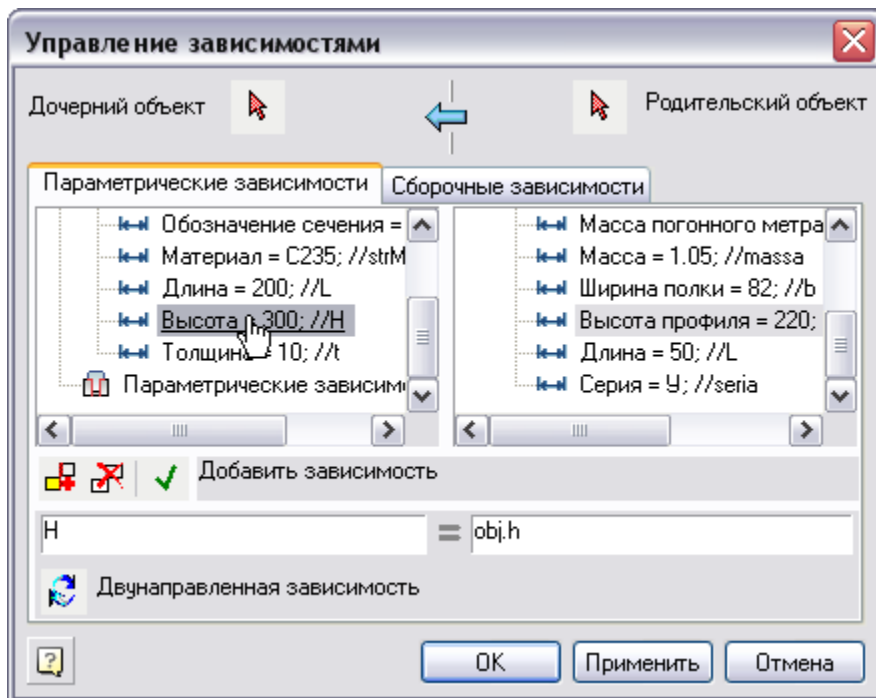 Управление зависимостями
Дочерний объект
Родительский объект
Параметрические зависимости
Сборочные зависимости
Обозначение сечения =
Материал = C235; //strM
Длина = 200; //L
Высота 300; //H
Толщина 10; //t
Параметрические зависим
Масса погонного метра
Масса = 1.05; //massa
Ширина полки = 82; //b
Высота профиля = 220;
Длина = 50; //L
Серия = У; //seria
Добавить зависимость
H = obj.h
Двунаправленная зависимость
?
OK
Применить
Отмена